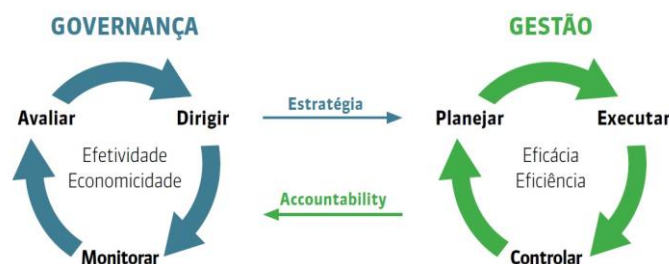 GOVERNANÇA
Avaliar
Dirigir
Efetividade
Economicidade
Monitorar
Estratégia
Accountability
GESTÃO
Planejar
Executar
Eficácia
Eficiência
Controlar